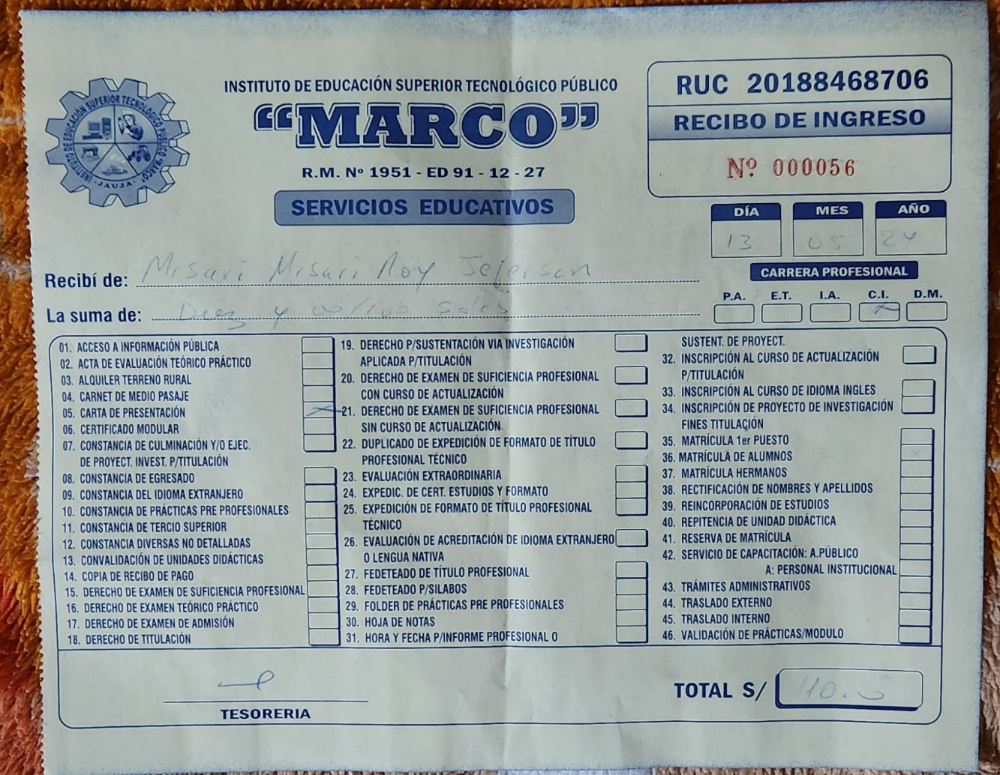 INSTITUTO DE EDUCACIÓN SUPERIOR TECNOLÓGICO PÚBLICO
“MARCO”
R.M. Nº 1951 - ED 91 - 12 - 27
SERVICIOS EDUCATIVOS
INSTITUTO DE EDUCACIÓN SUPERIOR TECNOLÓGICO PÚBLICO "MARCO"
- JAUJA -
RUC 20188468706
RECIBO DE INGRESO
Nº 000056
DÍA MES AÑO
13 05 24
Recibí de: Misari Misari Roy Jeferson
La suma de: Diez y 00/100 Soles
CARRERA PROFESIONAL
P.A. E.T. I.A. C.I. D.M.
01. ACCESO A INFORMACIÓN PÚBLICA
02. ACTA DE EVALUACIÓN TEÓRICO PRÁCTICO
03. ALQUILER TERRENO RURAL
04. CARNET DE MEDIO PASAJE
05. CARTA DE PRESENTACIÓN
06. CERTIFICADO MODULAR
07. CONSTANCIA DE CULMINACIÓN Y/O EJEC.
DE PROYECT. INVEST. P/TITULACIÓN
08. CONSTANCIA DE EGRESADO
09. CONSTANCIA DEL IDIOMA EXTRANJERO
10. CONSTANCIA DE PRÁCTICAS PRE PROFESIONALES
11. CONSTANCIA DE TERCIO SUPERIOR
12. CONSTANCIA DIVERSAS NO DETALLADAS
13. CONVALIDACIÓN DE UNIDADES DIDÁCTICAS
14. COPIA DE RECIBO DE PAGO
15. DERECHO DE EXAMEN DE SUFICIENCIA PROFESIONAL
16. DERECHO DE EXAMEN TEÓRICO PRÁCTICO
17. DERECHO DE EXAMEN DE ADMISIÓN
18. DERECHO DE TITULACIÓN
19. DERECHO P/SUSTENTACIÓN VIA INVESTIGACIÓN
APLICADA P/TITULACIÓN
20. DERECHO DE EXAMEN DE SUFICIENCIA PROFESIONAL
CON CURSO DE ACTUALIZACIÓN
21. DERECHO DE EXAMEN DE SUFICIENCIA PROFESIONAL
SIN CURSO DE ACTUALIZACIÓN
22. DUPLICADO DE EXPEDICIÓN DE FORMATO DE TÍTULO
PROFESIONAL TÉCNICO
23. EVALUACIÓN EXTRAORDINARIA
24. EXPEDIC. DE CERT. ESTUDIOS Y FORMATO
25. EXPEDICIÓN DE FORMATO DE TÍTULO PROFESIONAL
TÉCNICO
26. EVALUACIÓN DE ACREDITACIÓN DE IDIOMA EXTRANJERO
O LENGUA NATIVA
27. FEDETEADO DE TÍTULO PROFESIONAL
28. FEDETEADO P/SILABOS
29. FOLDER DE PRÁCTICAS PRE PROFESIONALES
30. HOJA DE NOTAS
31. HORA Y FECHA P/INFORME PROFESIONAL O
SUSTENT. DE PROYECT.
32. INSCRIPCIÓN AL CURSO DE ACTUALIZACIÓN
P/TITULACIÓN
33. INSCRIPCIÓN AL CURSO DE IDIOMA INGLES
34. INSCRIPCIÓN DE PROYECTO DE INVESTIGACIÓN
FINES TITULACIÓN
35. MATRÍCULA 1er PUESTO
36. MATRÍCULA DE ALUMNOS
37. MATRÍCULA HERMANOS
38. RECTIFICACIÓN DE NOMBRES Y APELLIDOS
39. REINCORPORACIÓN DE ESTUDIOS
40. REPITENCIA DE UNIDAD DIDÁCTICA
41. RESERVA DE MATRÍCULA
42. SERVICIO DE CAPACITACIÓN: A.PÚBLICO
A: PERSONAL INSTITUCIONAL
43. TRÁMITES ADMINISTRATIVOS
44. TRASLADO EXTERNO
45. TRASLADO INTERNO
46. VALIDACIÓN DE PRÁCTICAS/MODULO
TESORERIA
TOTAL S/